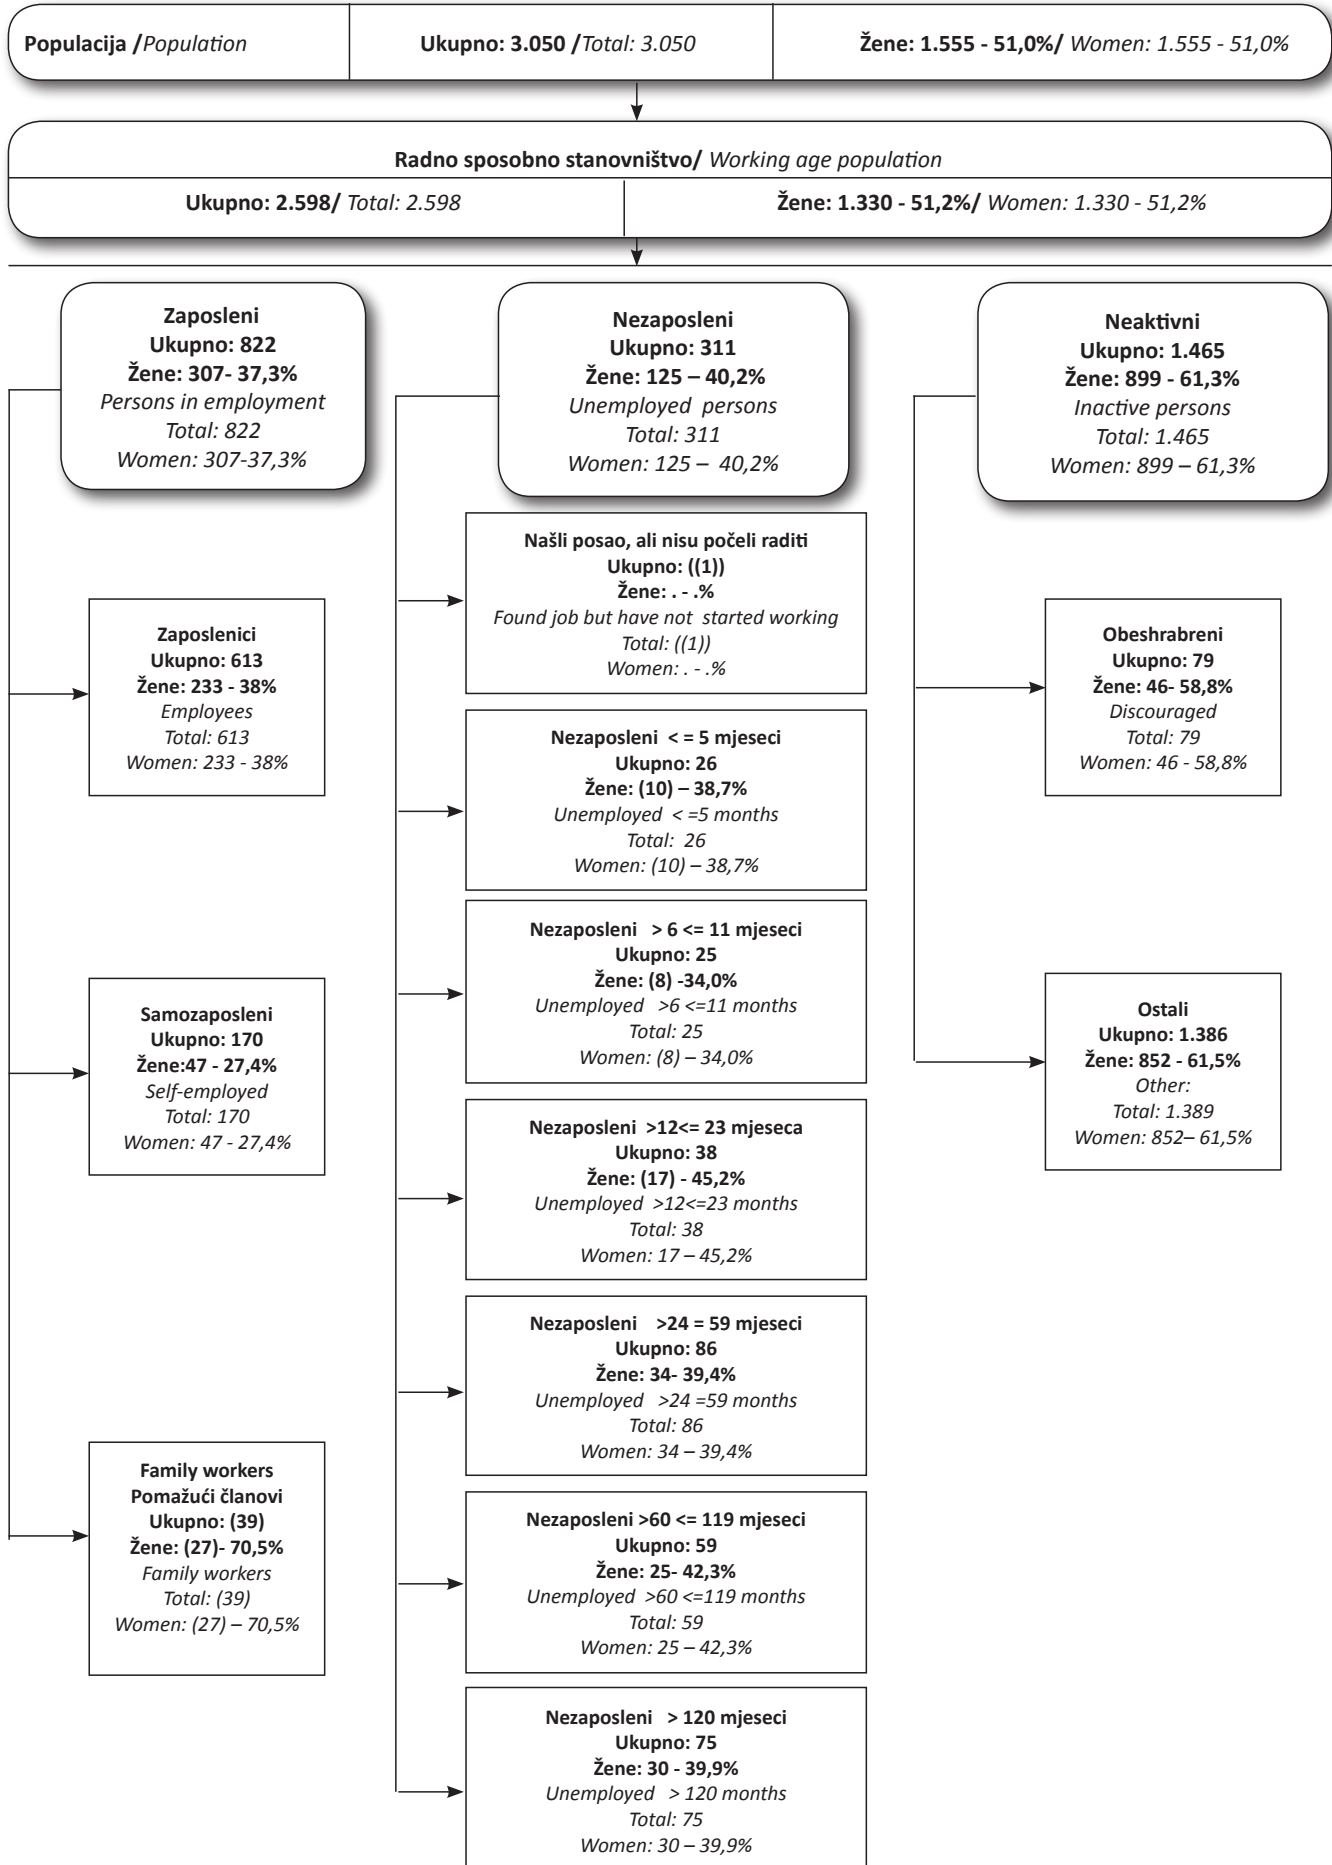 Populacija /Population
Ukupno: 3.050 /Total: 3.050
Žene: 1.555 - 51,0%/ Women: 1.555 - 51,0%
Radno sposobno stanovništvo/ Working age population
Ukupno: 2.598/ Total: 2.598
Žene: 1.330 - 51,2%/ Women: 1.330 - 51,2%
Zaposleni
Ukupno: 822
Žene: 307- 37,3%
Persons in employment
Total: 822
Women: 307-37,3%
Zaposlenici
Ukupno: 613
Žene: 233 - 38%
Employees
Total: 613
Women: 233 - 38%
Samozaposleni
Ukupno: 170
Žene:47 - 27,4%
Self-employed
Total: 170
Women: 47 - 27,4%
Family workers
Pomažući članovi
Ukupno: (39)
Žene: (27)- 70,5%
Family workers
Total: (39)
Women: (27) – 70,5%
Nezaposleni
Ukupno: 311
Žene: 125 – 40,2%
Unemployed persons
Total: 311
Women: 125 – 40,2%
Našli posao, ali nisu počeli raditi
Ukupno: ((1))
Žene: . - .%
Found job but have not started working
Total: ((1))
Women: . - .%
Nezaposleni < = 5 mjeseci
Ukupno: 26
Žene: (10) – 38,7%
Unemployed < =5 months
Total: 26
Women: (10) – 38,7%
Nezaposleni > 6 <= 11 mjeseci
Ukupno: 25
Žene: (8) -34,0%
Unemployed >6 <=11 months
Total: 25
Women: (8) – 34,0%
Nezaposleni >12<= 23 mjeseca
Ukupno: 38
Žene: (17) - 45,2%
Unemployed >12<=23 months
Total: 38
Women: 17 – 45,2%
Nezaposleni >24 = 59 mjeseci
Ukupno: 86
Žene: 34- 39,4%
Unemployed >24 =59 months
Total: 86
Women: 34 – 39,4%
Nezaposleni >60 <= 119 mjeseci
Ukupno: 59
Žene: 25- 42,3%
Unemployed >60 <=119 months
Total: 59
Women: 25 – 42,3%
Nezaposleni > 120 mjeseci
Ukupno: 75
Žene: 30 - 39,9%
Unemployed > 120 months
Total: 75
Women: 30 – 39,9%
Neaktivni
Ukupno: 1.465
Žene: 899 - 61,3%
Inactive persons
Total: 1.465
Women: 899 – 61,3%
Obeshrabreni
Ukupno: 79
Žene: 46- 58,8%
Discouraged
Total: 79
Women: 46 - 58,8%
Ostali
Ukupno: 1.386
Žene: 852 - 61,5%
Other:
Total: 1.389
Women: 852– 61,5%